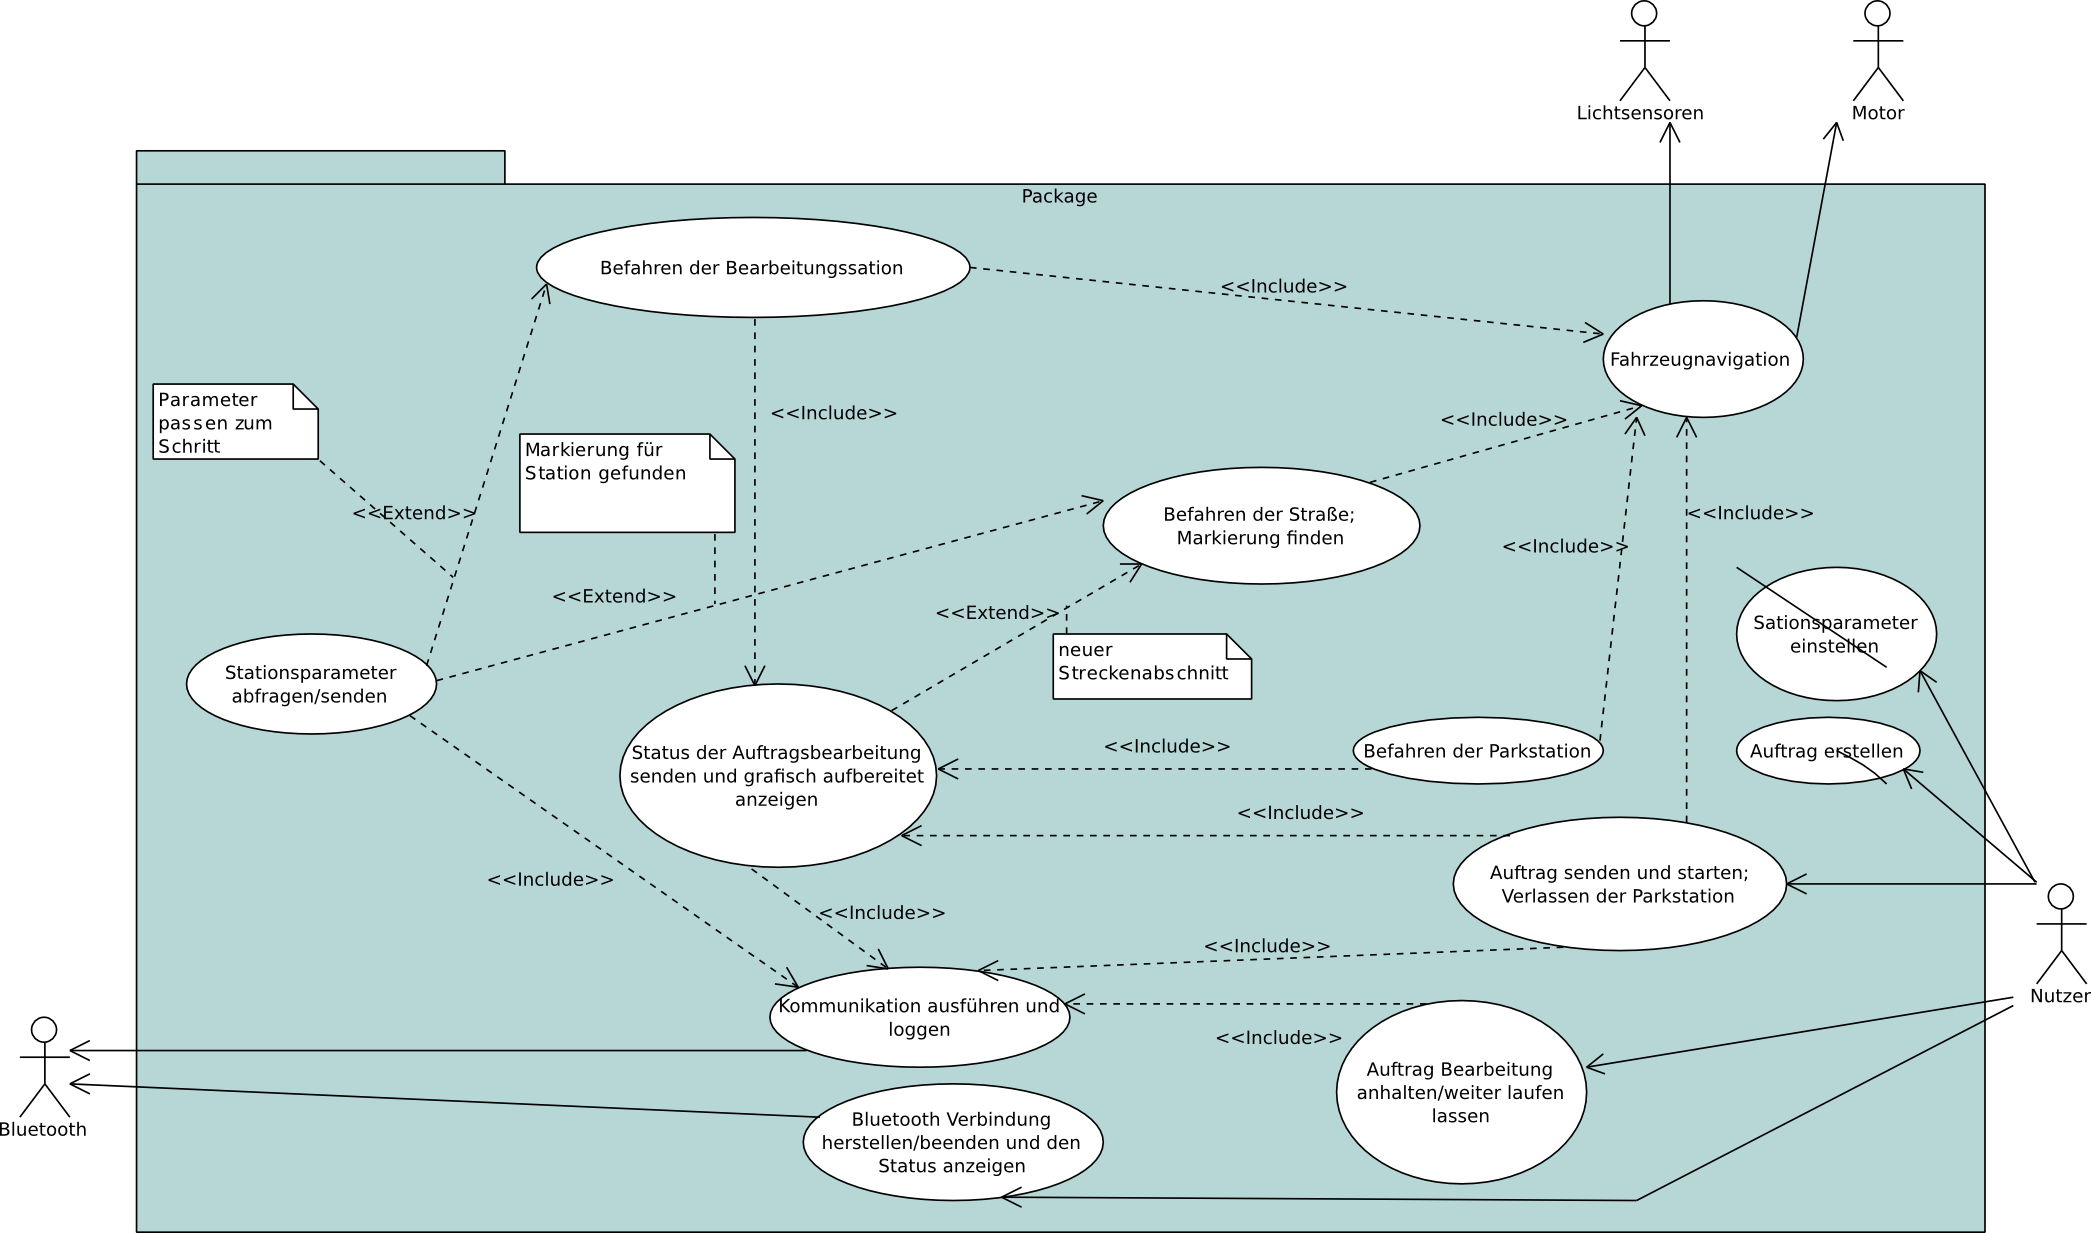 Lichtsensoren
Motor
Package
Befahren der Bearbeitungssation
<<Include>>
Fahrzeugnavigation
Parameter
passen zum
Schritt
<<Include>>
<<Include>>
Markierung für
Station gefunden
<<Extend>>
<<Include>>
Befahren der Straße;
Markierung finden
<<Include>>
<<Extend>>
<<Extend>>
Sationsparameter
einstellen
neuer
Streckenabschnitt
Stationsparameter
abfragen/senden
<<Include>>
Status der Auftragsbearbeitung
senden und grafisch aufbereitet
anzeigen
Befahren der Parkstation
Auftrag erstellen
<<Include>>
Auftrag senden und starten;
Verlassen der Parkstation
<<Include>>
<<Include>>
<<Include>>
Nutzer
Kommunikation ausführen und
loggen
<<Include>>
Auftrag Bearbeitung
anhalten/weiter laufen
lassen
Bluetooth
Bluetooth Verbindung
herstellen/beenden und den
Status anzeigen